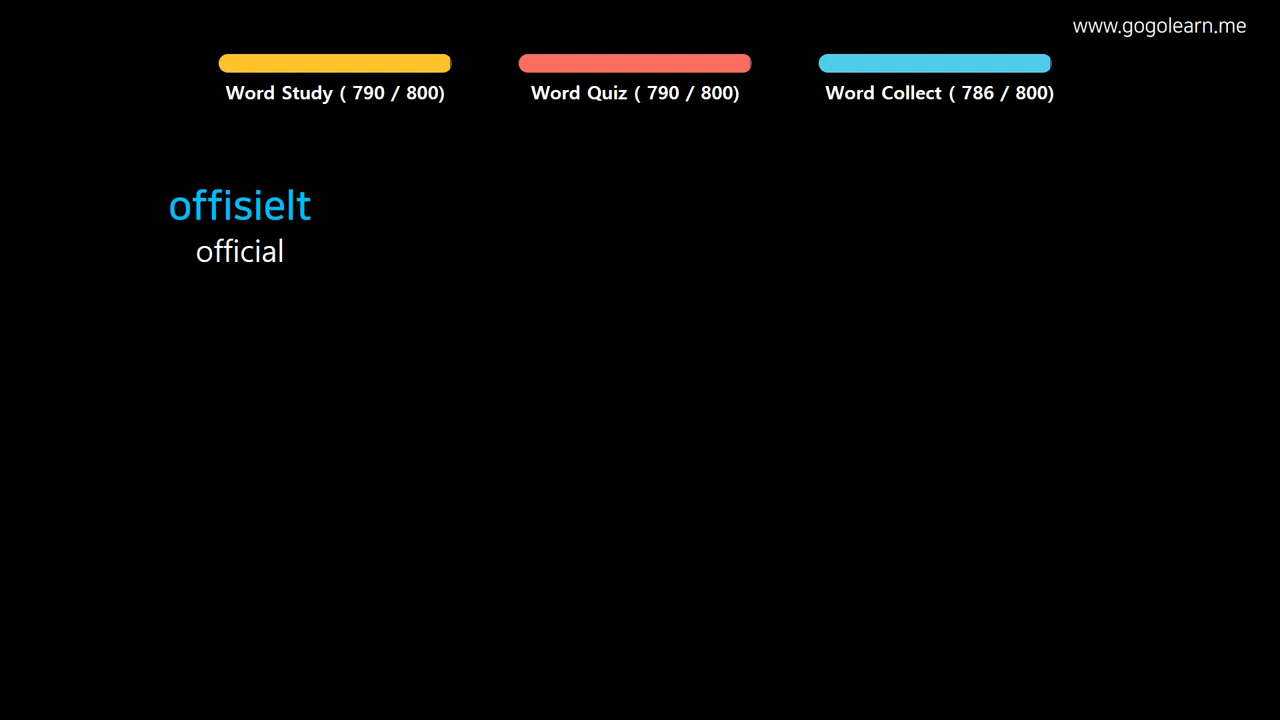 www.gogolearn.me
Word Study ( 790 / 800)
Word Quiz ( 790 / 800)
Word Collect ( 786 / 800)
offisielt
official